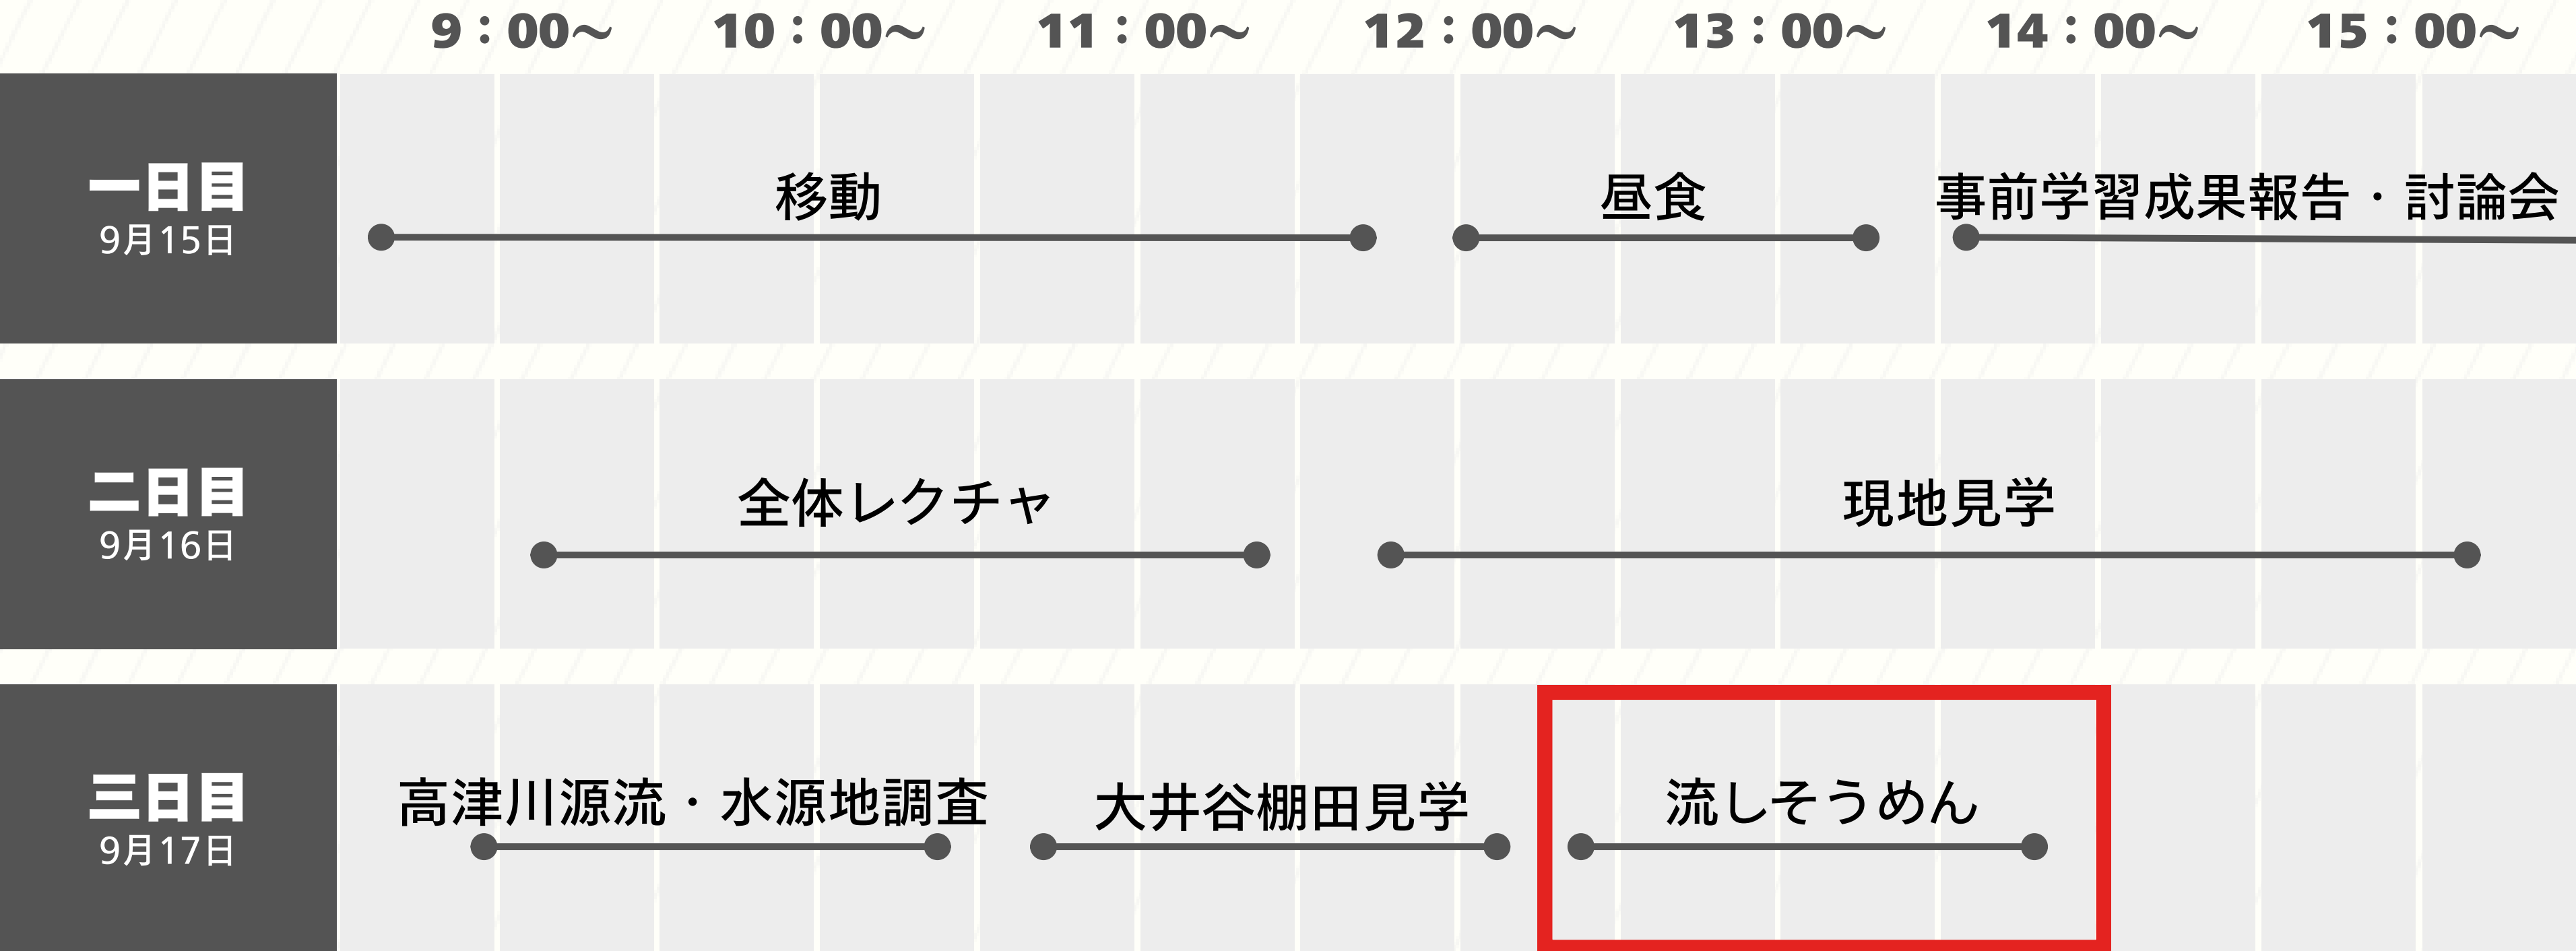 9：00～ 10：00～ 11：00～ 12：00～ 13：00～ 14：00～ 15：00～
一日目
9月15日
移動
昼食
事前学習成果報告・討論会
二日目
9月16日
全体レクチャ
現地見学
三日目
9月17日
高津川源流・水源地調査
大井谷棚田見学
流しそうめん